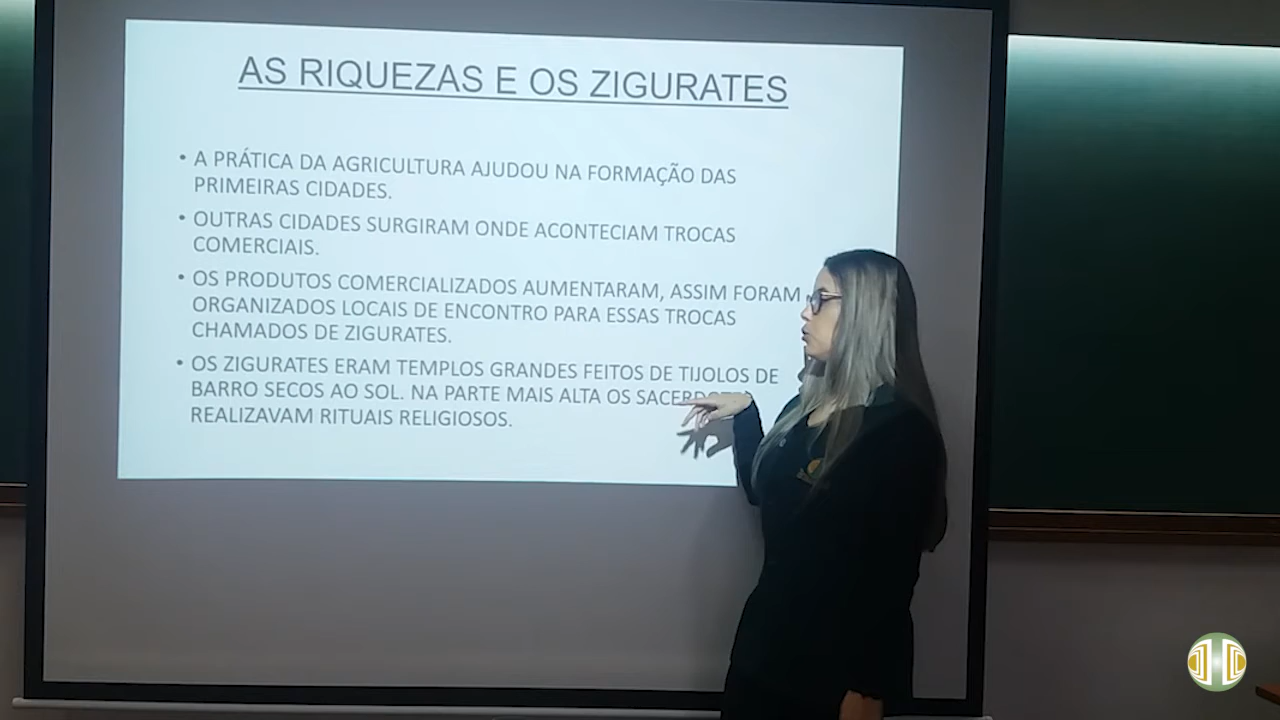 AS RIQUEZAS E OS ZIGURATES
• A PRÁTICA DA AGRICULTURA AJUDOU NA FORMAÇÃO DAS
PRIMEIRAS CIDADES.
• OUTRAS CIDADES SURGIRAM ONDE ACONTECIAM TROCAS
COMERCIAIS.
• OS PRODUTOS COMERCIALIZADOS AUMENTARAM, ASSIM FORAM
ORGANIZADOS LOCAIS DE ENCONTRO PARA ESSAS TROCAS
CHAMADOS DE ZIGURATES.
• OS ZIGURATES ERAM TEMPLOS GRANDES FEITOS DE TIJOLOS DE
BARRO SECOS AO SOL. NA PARTE MAIS ALTA OS
REALIZAVAM RITUAIS RELIGIOSOS.